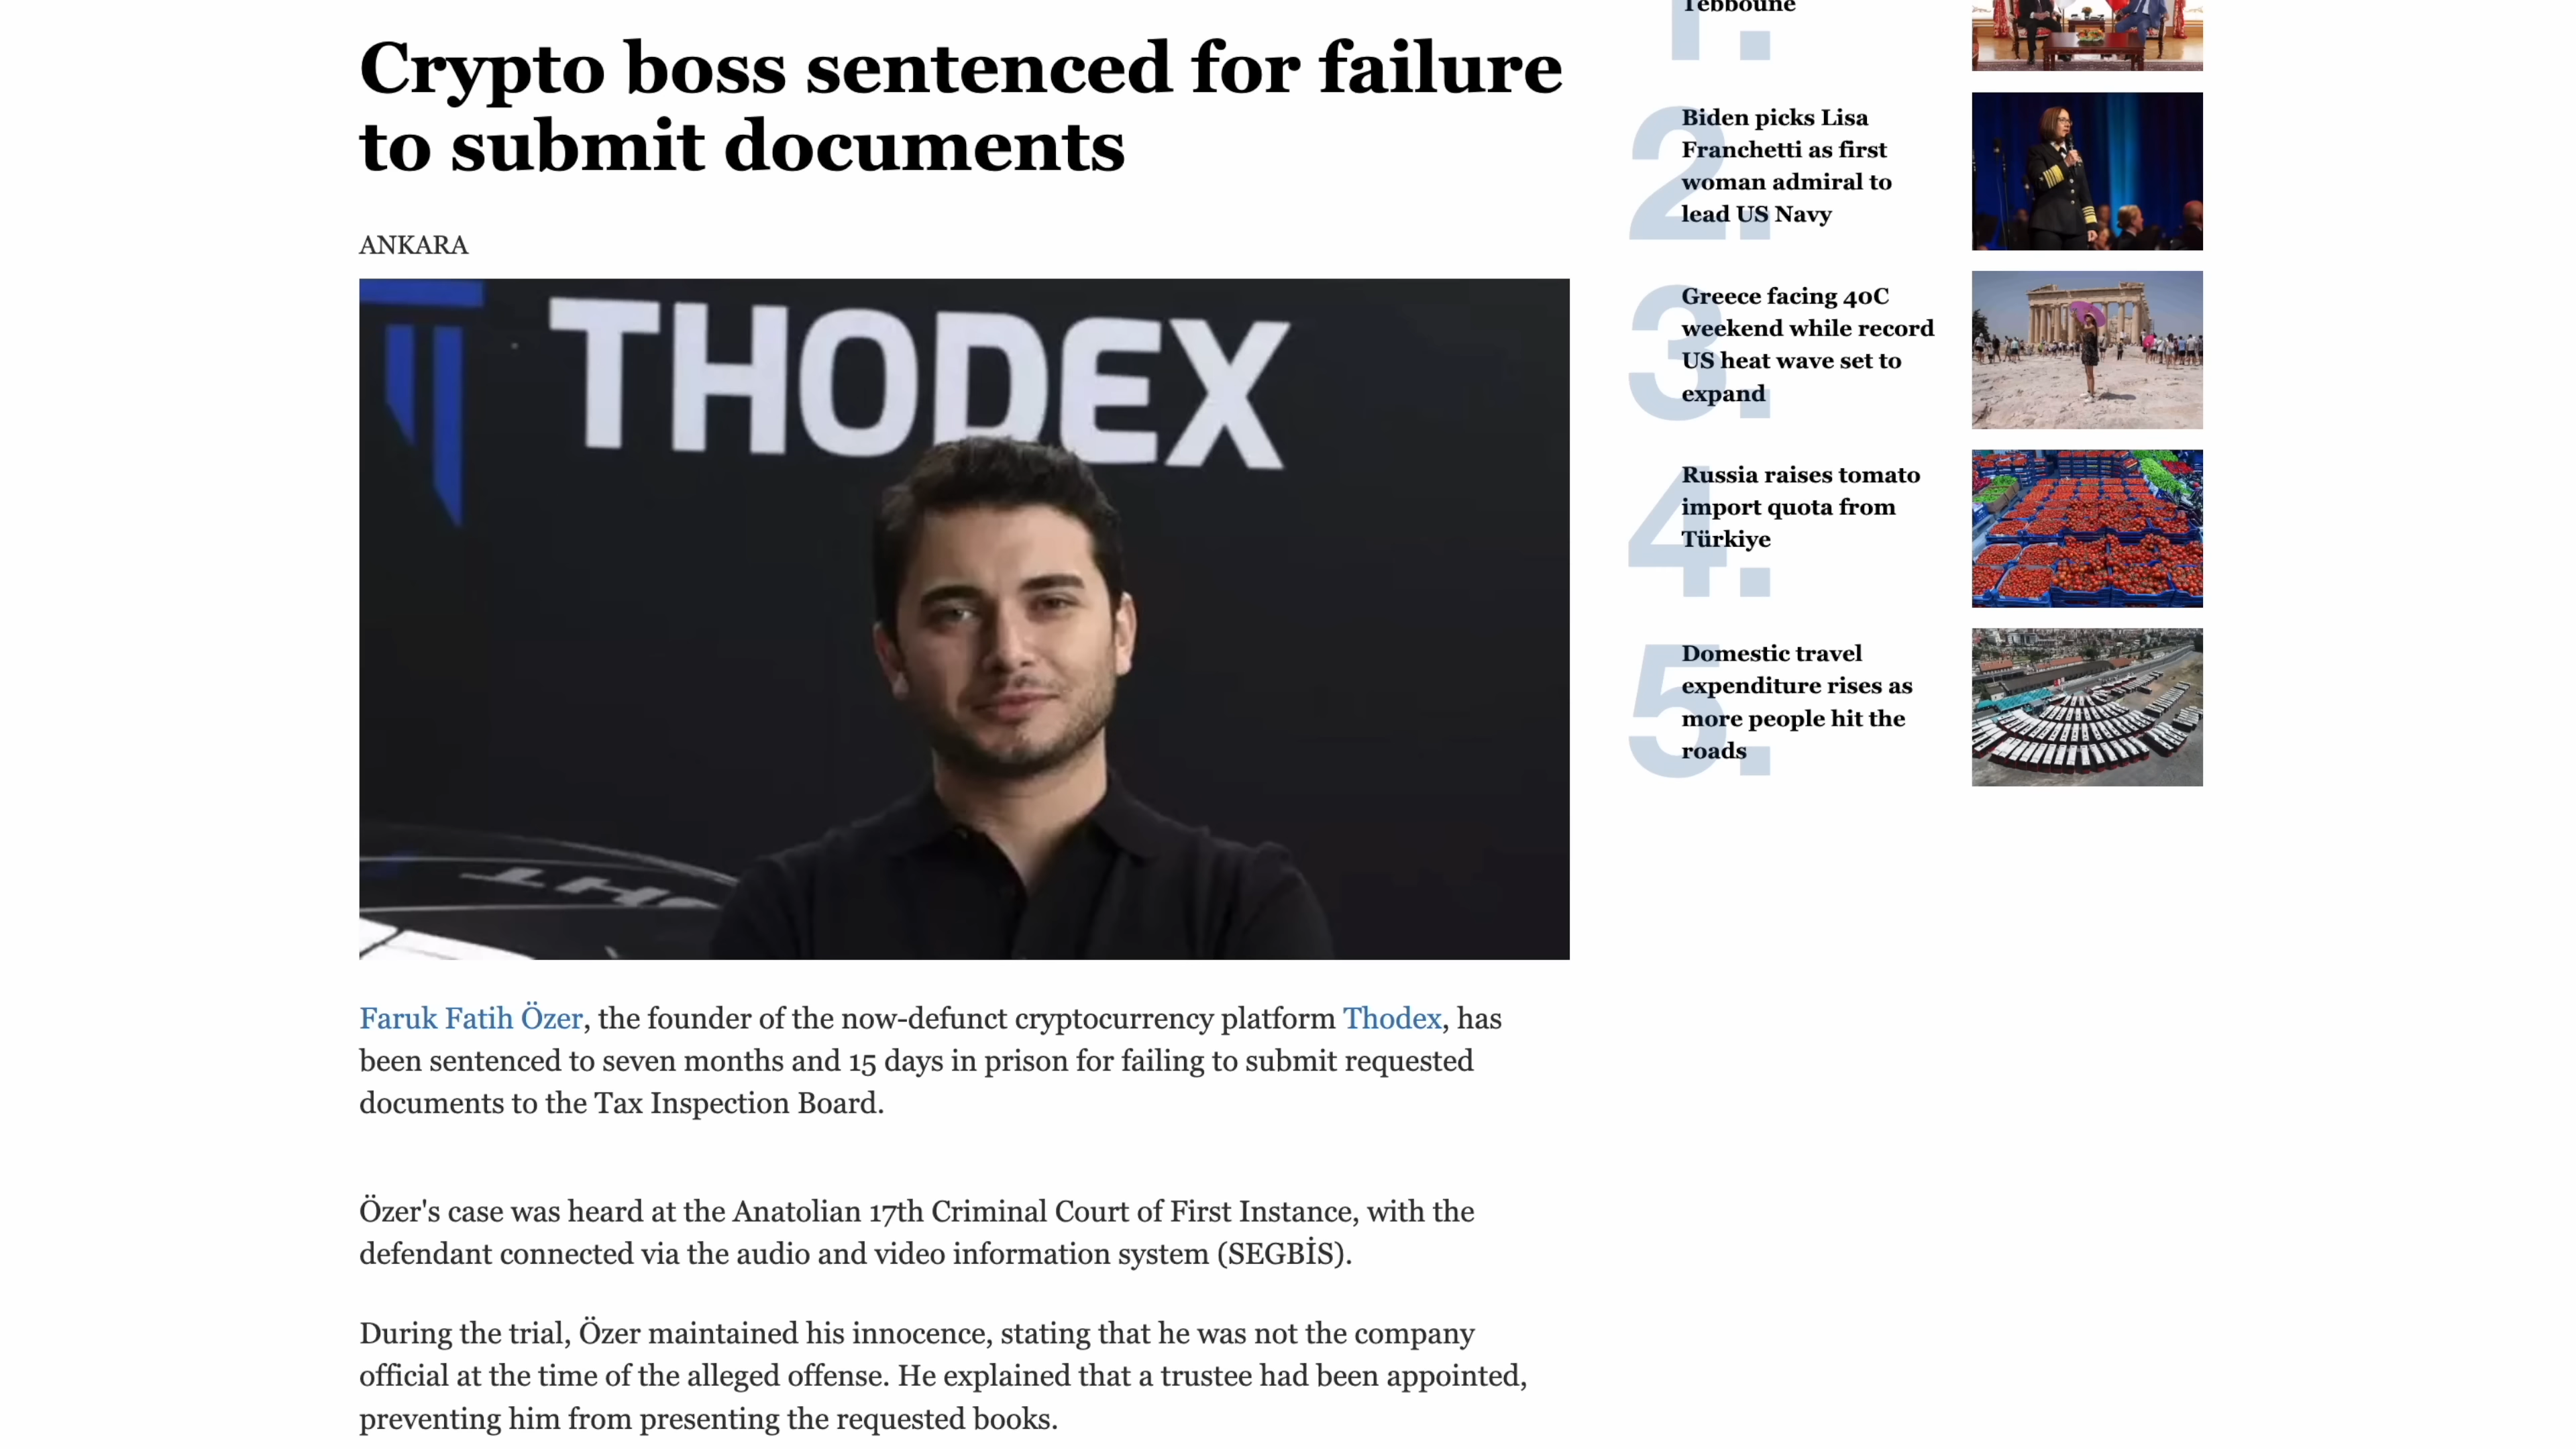 Crypto boss sentenced for failure
to submit documents
ANKARA
THODEX
Faruk Fatih Özer, the founder of the now-defunct cryptocurrency platform Thodex, has
been sentenced to seven months and 15 days in prison for failing to submit requested
documents to the Tax Inspection Board.
Özer's case was heard at the Anatolian 17th Criminal Court of First Instance, with the
defendant connected via the audio and video information system (SEGBİS).
During the trial, Özer maintained his innocence, stating that he was not the company
official at the time of the alleged offense. He explained that a trustee had been appointed,
preventing him from presenting the requested books.
1.
Tebboune
2.
Biden picks Lisa
Franchetti as first
woman admiral to
lead US Navy
3.
Greece facing 40C
weekend while record
US heat wave set to
expand
4.
Russia raises tomato
import quota from
Türkiye
5.
Domestic travel
expenditure rises as
more people hit the
roads